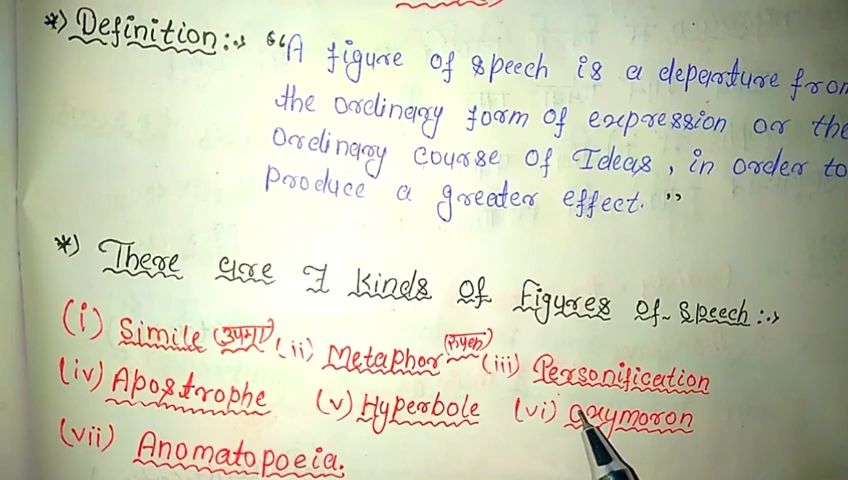 *) Definition:- "A figure of speech is a departure from
the ordinary form of expression or the
ordinary course of Ideas, in order to
Produce a greater effect."
*) There are 7 Kinds of Figures of Speech:-
(i) Simile (उपमा) (ii) Metaphor (रूपक) (iii) Personification
(iv) Apostrophe (v) Hyperbole (vi) Oxymoron
(vii) Anomatopoeia.